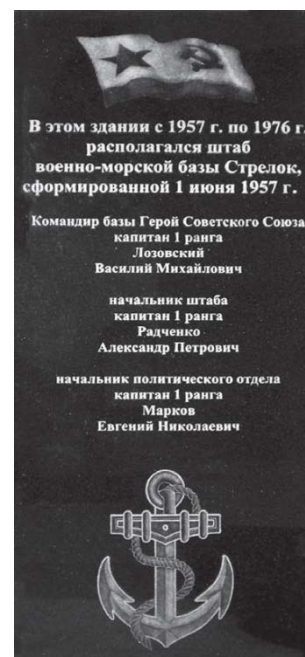 В этом здании с 1957 г. по 1976 г.
располагался штаб
военно-морской базы Стрелок,
сформированной 1 июня 1957 г.
Командир базы Герой Советского Союза
капитан 1 ранга
Лозовский
Василий Михайлович
начальник штаба
капитан 1 ранга
Радченко
Александр Петрович
начальник политического отдела
капитан 1 ранга
Марков
Евгений Николаевич